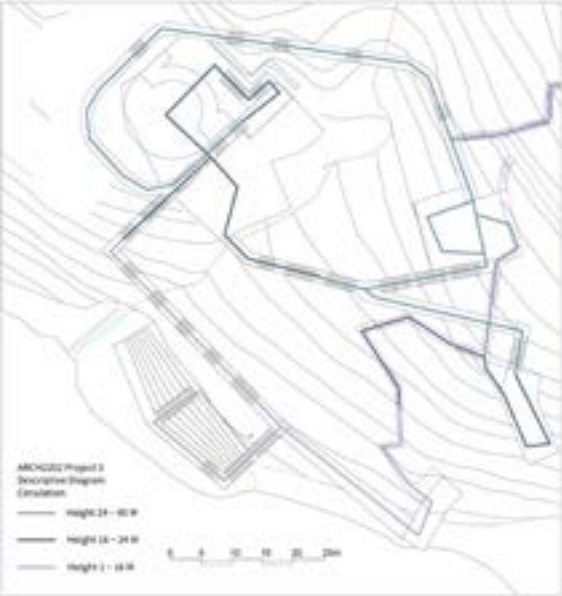 ARCH2202 Project 3
Descriptive Diagram
Circulation
Height 24 - 40 M
Height 16 - 24 M
Height 1 - 16 M
0 5 10 15 20 25m